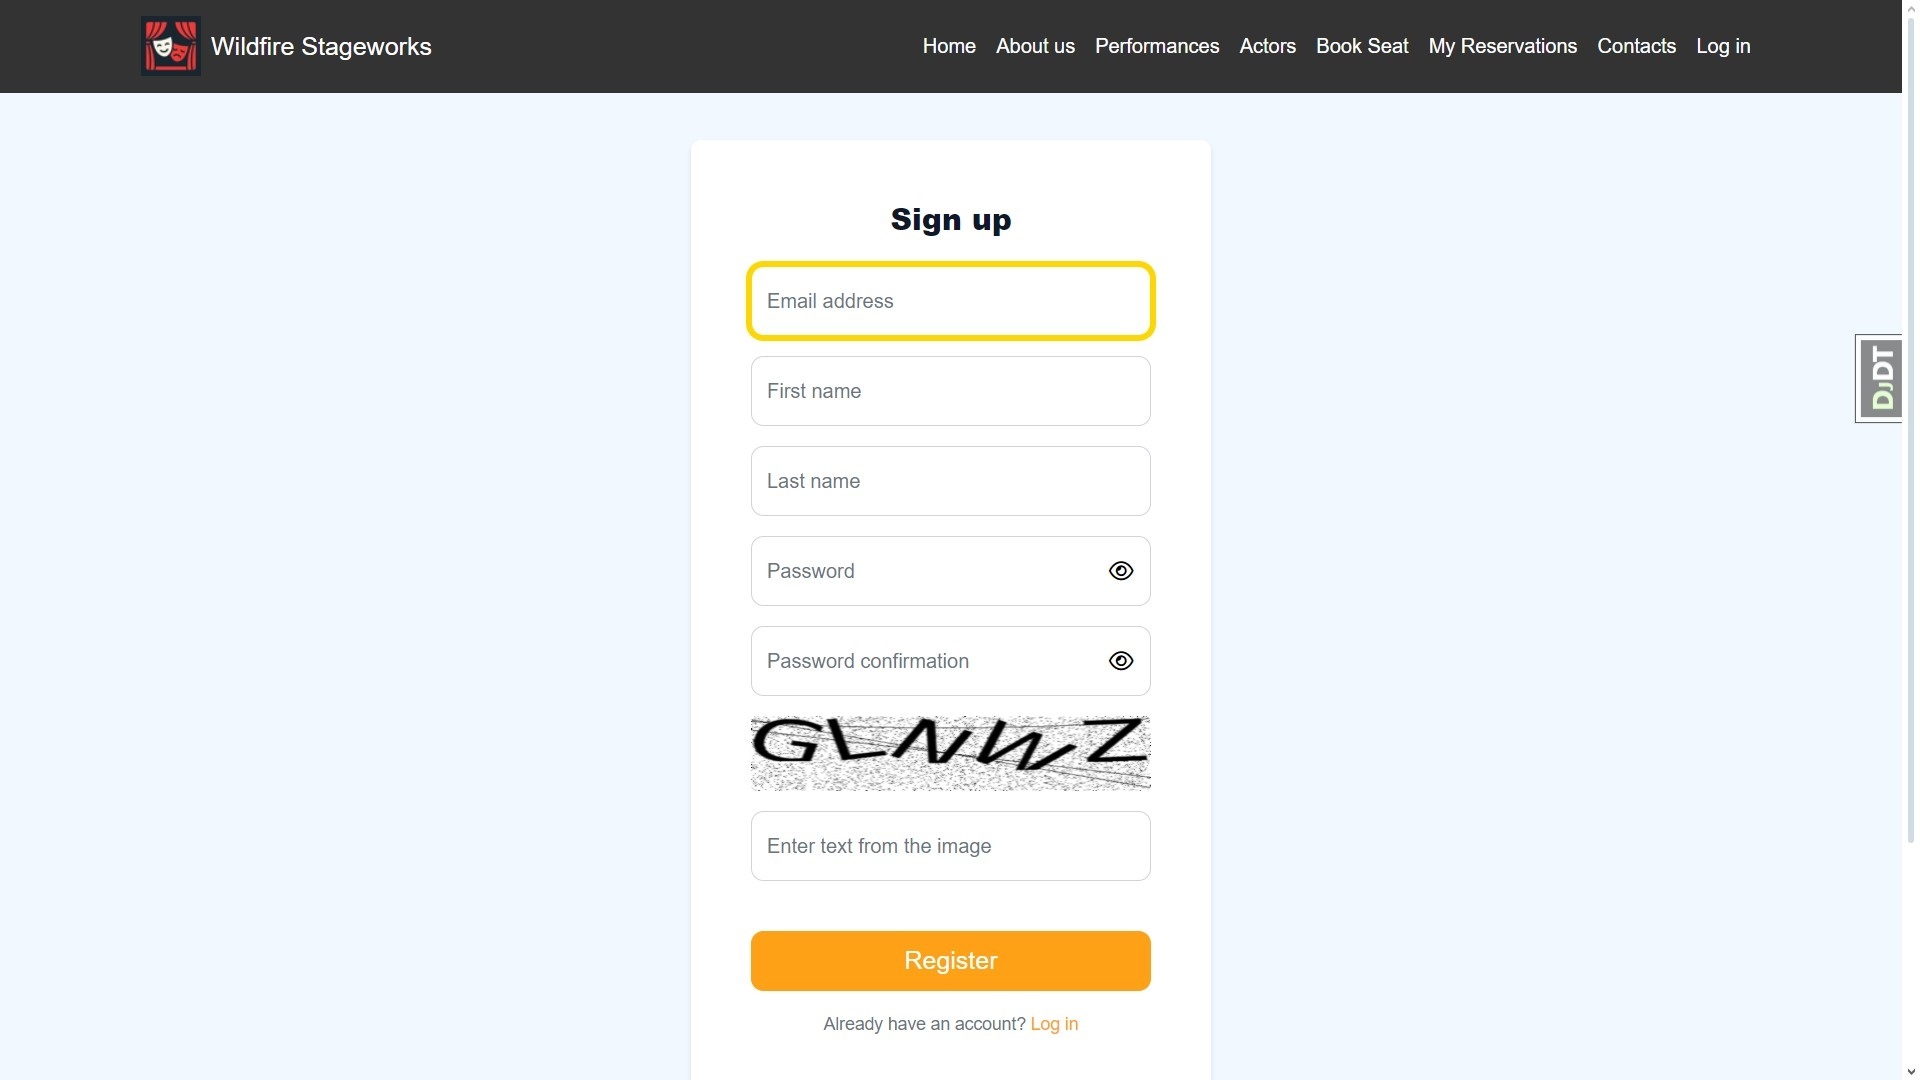 Wildfire Stageworks
Home About us Performances Actors Book Seat My Reservations Contacts Log in
Sign up
Email address
First name
DJDT
Last name
Password
Password confirmation
GLNWZ
Enter text from the image
Register
Already have an account? Log in